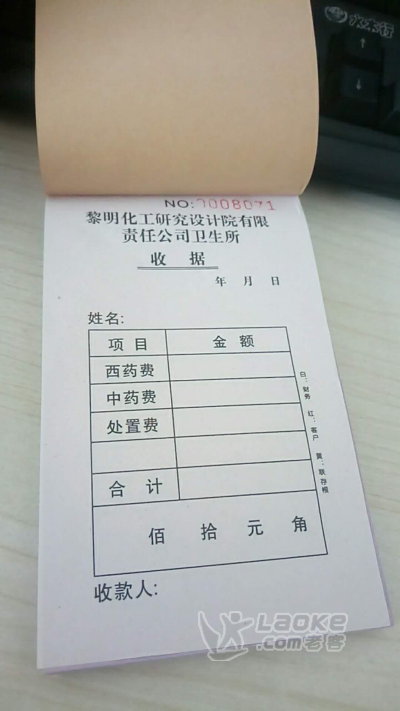 NO:7008071
黎明化工研究设计院有限
责任公司卫生所
收据
年 月 日
姓名:
项目 金额
西药费
中药费
处置费
合计
佰 拾 元 角
白：财务 红：客户 黄：联存根
收款人:
LAOKE
.com老客